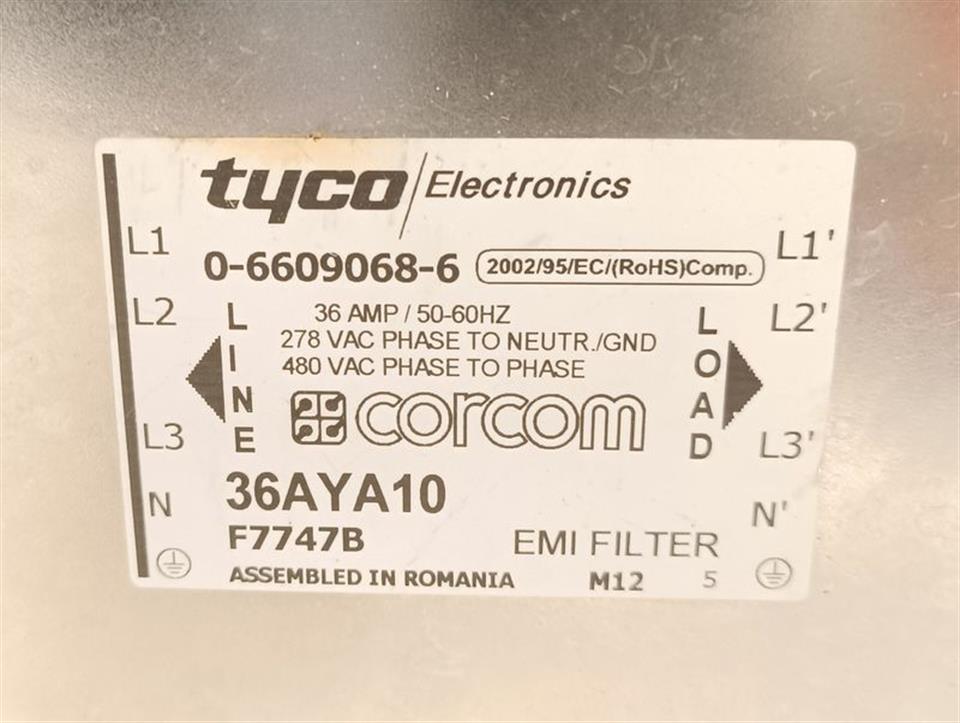 tyco / Electronics
0-6609068-6 2002/95/EC/(RoHS)Comp.
36 AMP / 50-60HZ
278 VAC PHASE TO NEUTR./GND
480 VAC PHASE TO PHASE
corcom
36AYA10
F7747B EMI FILTER
ASSEMBLED IN ROMANIA M12 5
L1
L2
L3
N
LINE
LOAD
L1'
L2'
L3'
N'